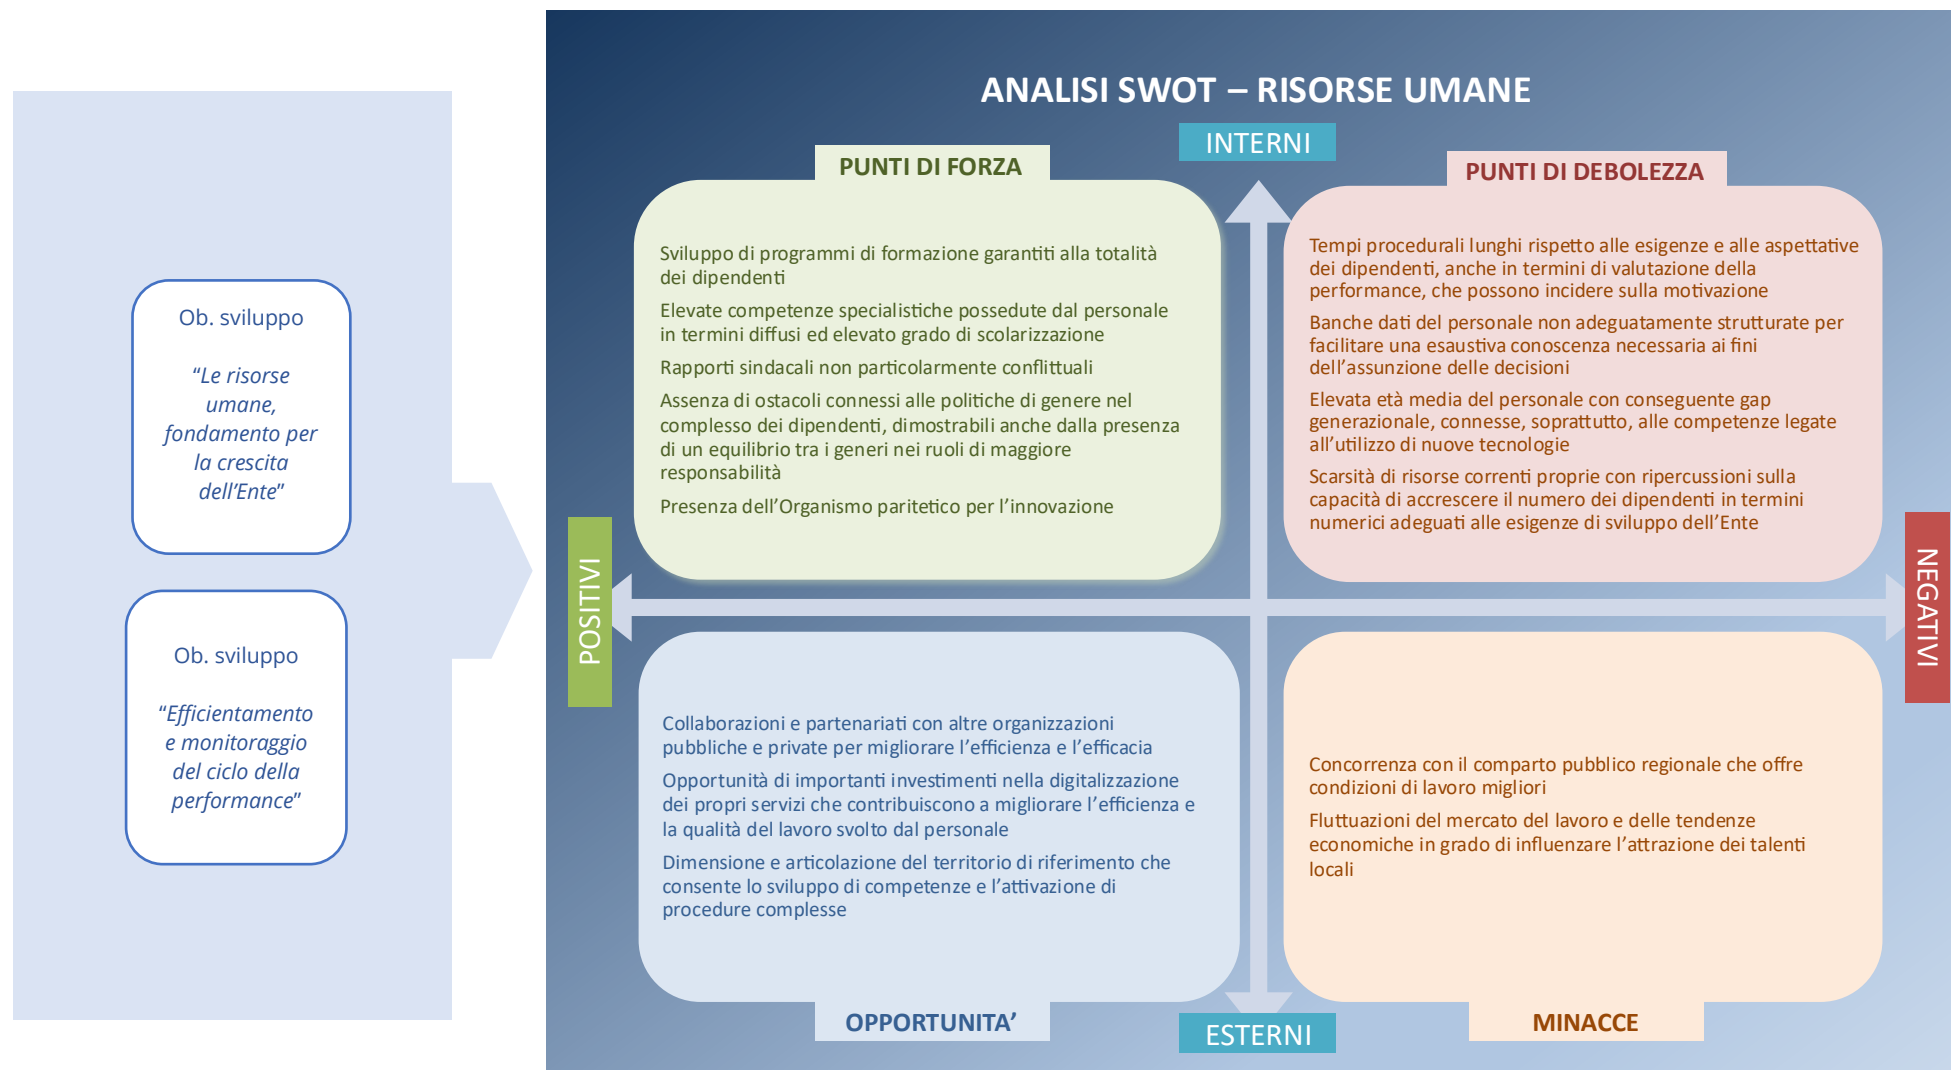 Ob. sviluppo
“Le risorse
umane,
fondamento per
la crescita
dell’Ente”
Ob. sviluppo
“Efficientamento
e monitoraggio
del ciclo della
performance”
ANALISI SWOT – RISORSE UMANE
INTERNI
PUNTI DI FORZA
Sviluppo di programmi di formazione garantiti alla totalità
dei dipendenti
Elevate competenze specialistiche possedute dal personale
in termini diffusi ed elevato grado di scolarizzazione
Rapporti sindacali non particolarmente conflittuali
Assenza di ostacoli connessi alle politiche di genere nel
complesso dei dipendenti, dimostrabili anche dalla presenza
di un equilibrio tra i generi nei ruoli di maggiore
responsabilità
Presenza dell’Organismo paritetico per l’innovazione
PUNTI DI DEBOLEZZA
Tempi procedurali lunghi rispetto alle esigenze e alle aspettative
dei dipendenti, anche in termini di valutazione della
performance, che possono incidere sulla motivazione
Banche dati del personale non adeguatamente strutturate per
facilitare una esaustiva conoscenza necessaria ai fini
dell’assunzione delle decisioni
Elevata età media del personale con conseguente gap
generazionale, connesse, soprattutto, alle competenze legate
all’utilizzo di nuove tecnologie
Scarsità di risorse correnti proprie con ripercussioni sulla
capacità di accrescere il numero dei dipendenti in termini
numerici adeguati alle esigenze di sviluppo dell’Ente
POSITIVI
NEGATIVI
Collaborazioni e partenariati con altre organizzazioni
pubbliche e private per migliorare l’efficienza e l’efficacia
Opportunità di importanti investimenti nella digitalizzazione
dei propri servizi che contribuiscono a migliorare l’efficienza e
la qualità del lavoro svolto dal personale
Dimensione e articolazione del territorio di riferimento che
consente lo sviluppo di competenze e l’attivazione di
procedure complesse
OPPORTUNITA’
Concorrenza con il comparto pubblico regionale che offre
condizioni di lavoro migliori
Fluttuazioni del mercato del lavoro e delle tendenze
economiche in grado di influenzare l’attrazione dei talenti
locali
MINACCE
ESTERNI